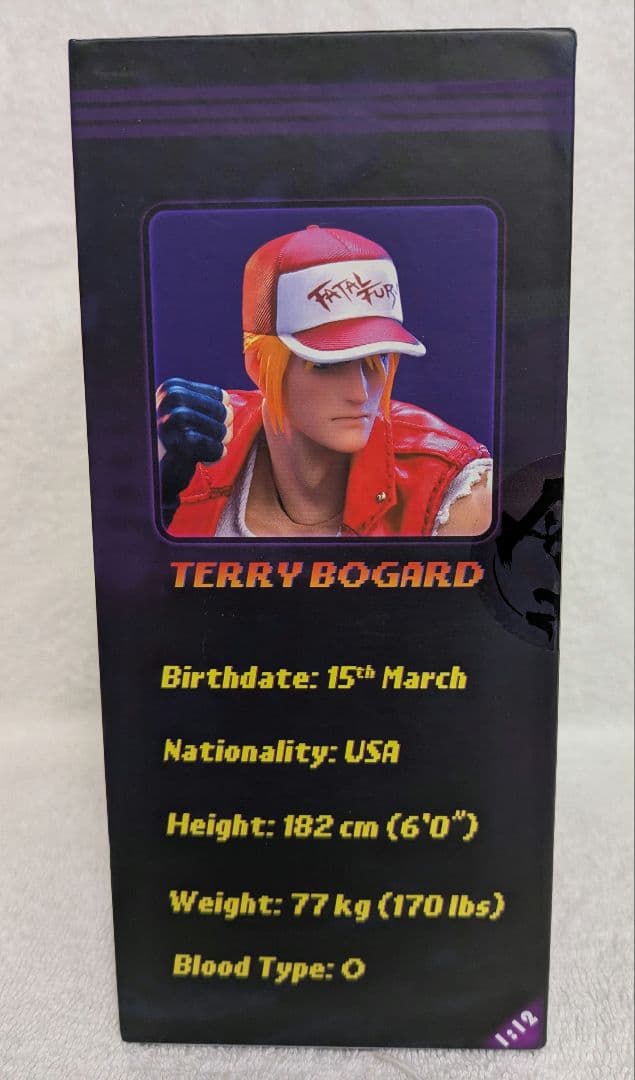 FATAL
FURY
TERRY BOGARD
Birthdate: 15th March
Nationality: USA
Height: 182 cm (6'0")
Weight: 77 kg (170 lbs)
Blood Type: O
1:12